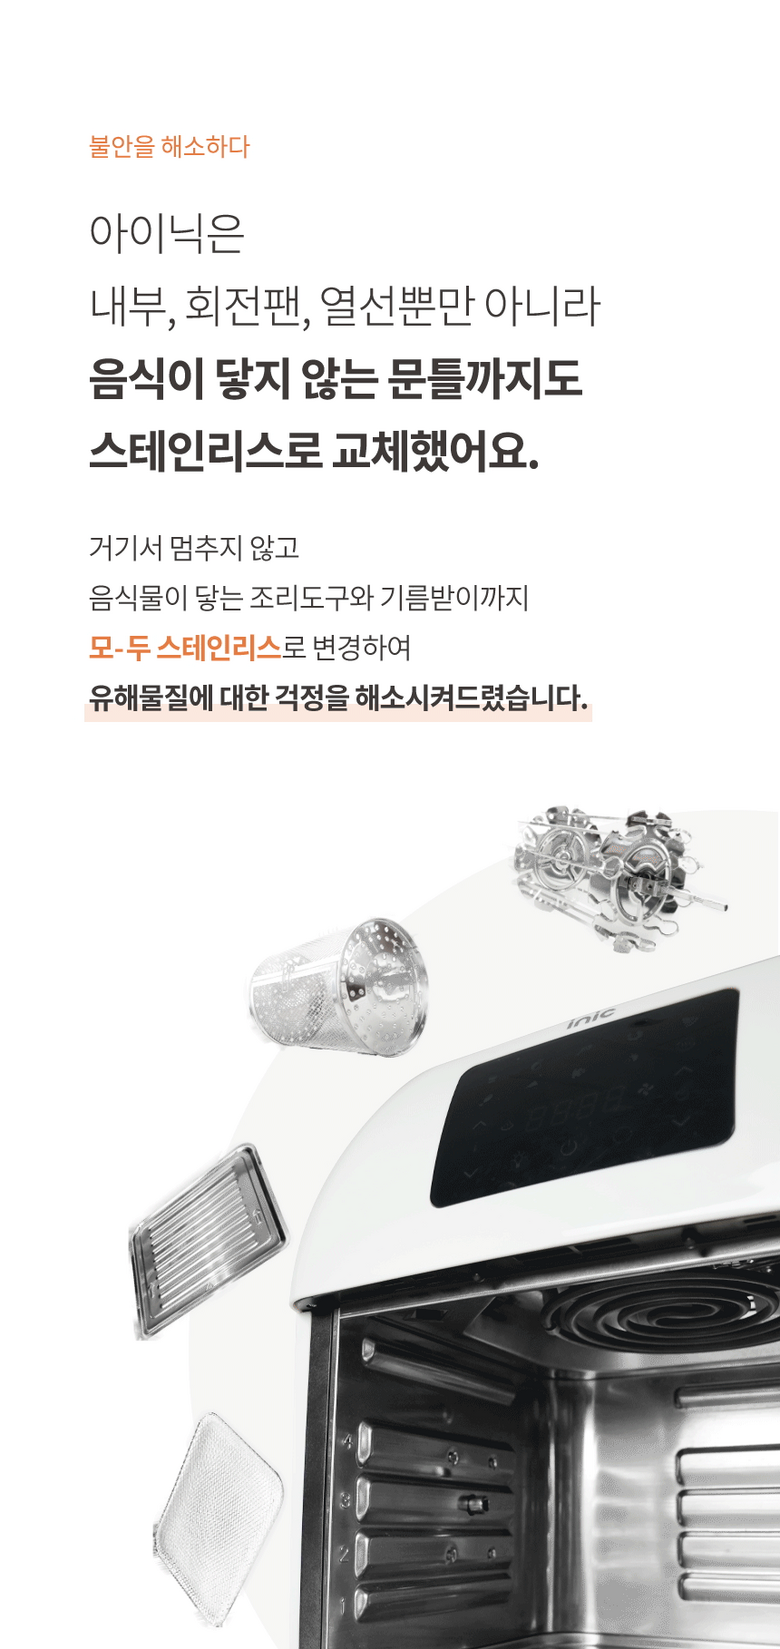 불안을 해소하다
아이닉은
내부, 회전팬, 열선뿐만 아니라
음식이 닿지 않는 문틀까지도
스테인리스로 교체했어요.
거기서 멈추지 않고
음식물이 닿는 조리도구와 기름받이까지
모-두 스테인리스로 변경하여
유해물질에 대한 걱정을 해소시켜드렸습니다.
inic
4
3
2
1